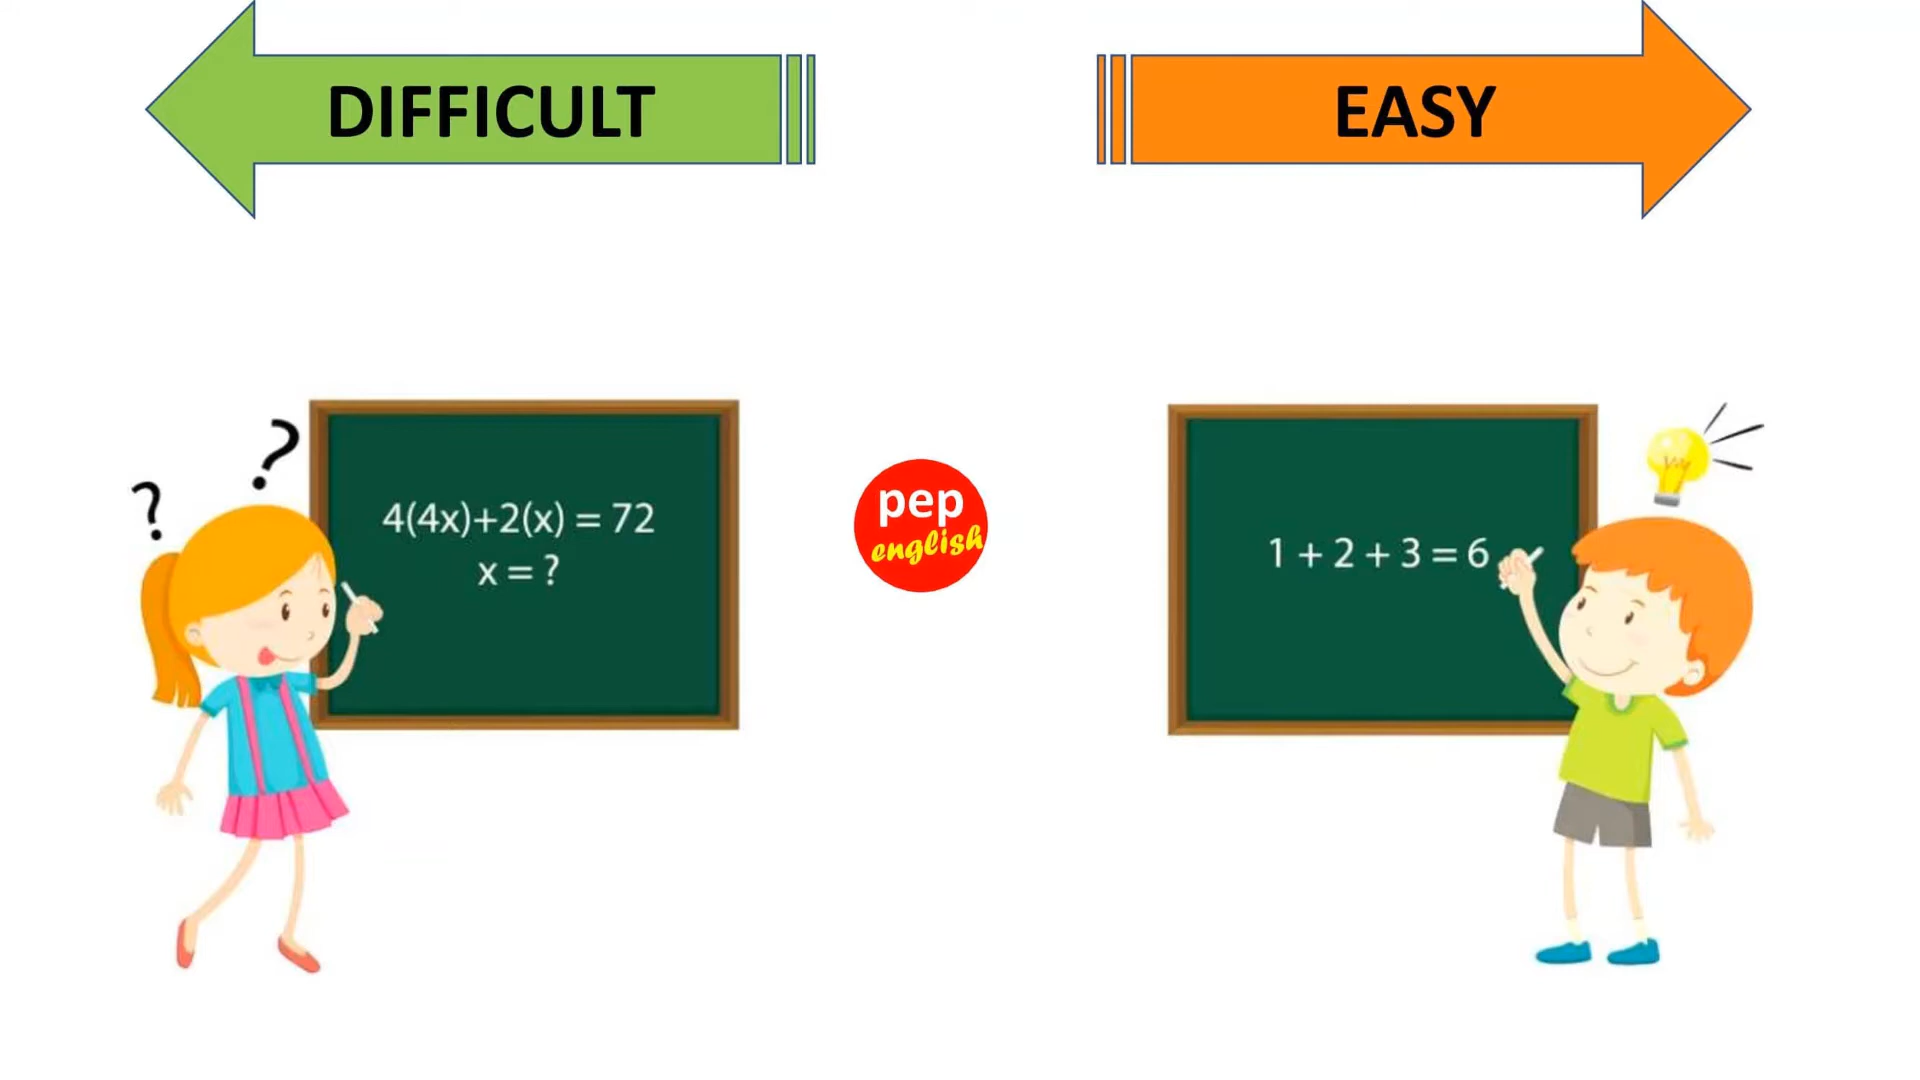 DIFFICULT
EASY
?
?
4(4x)+2(x) = 72
x = ?
pep
english
1 + 2 + 3 = 6